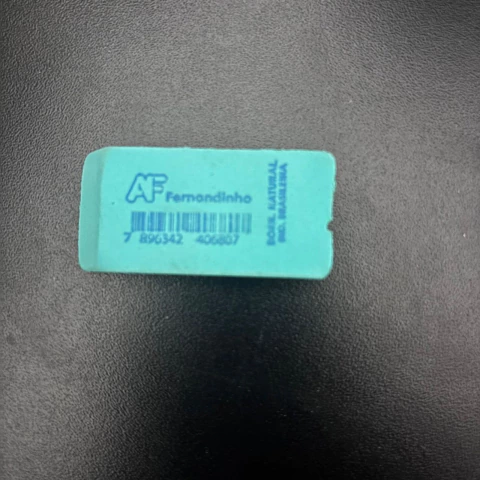 AF Fernandinho
7 896342 406807
BORR. NATURAL
IND. BRASILEIRA